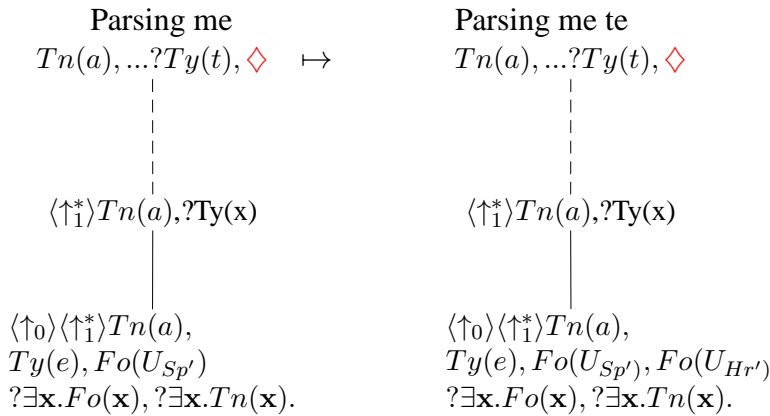 Parsing me
Tn(a), ...?Ty(t), ♢ ↦
⟨↑*₁⟩Tn(a),?Ty(x)
⟨↑₀⟩⟨↑*₁⟩Tn(a),
Ty(e), Fo(U_{Sp′})
?∃x.Fo(x), ?∃x.Tn(x).
Parsing me te
Tn(a), ...?Ty(t), ♢
⟨↑*₁⟩Tn(a),?Ty(x)
⟨↑₀⟩⟨↑*₁⟩Tn(a),
Ty(e), Fo(U_{Sp′)}, Fo(U_{Hr′})
?∃x.Fo(x), ?∃x.Tn(x).